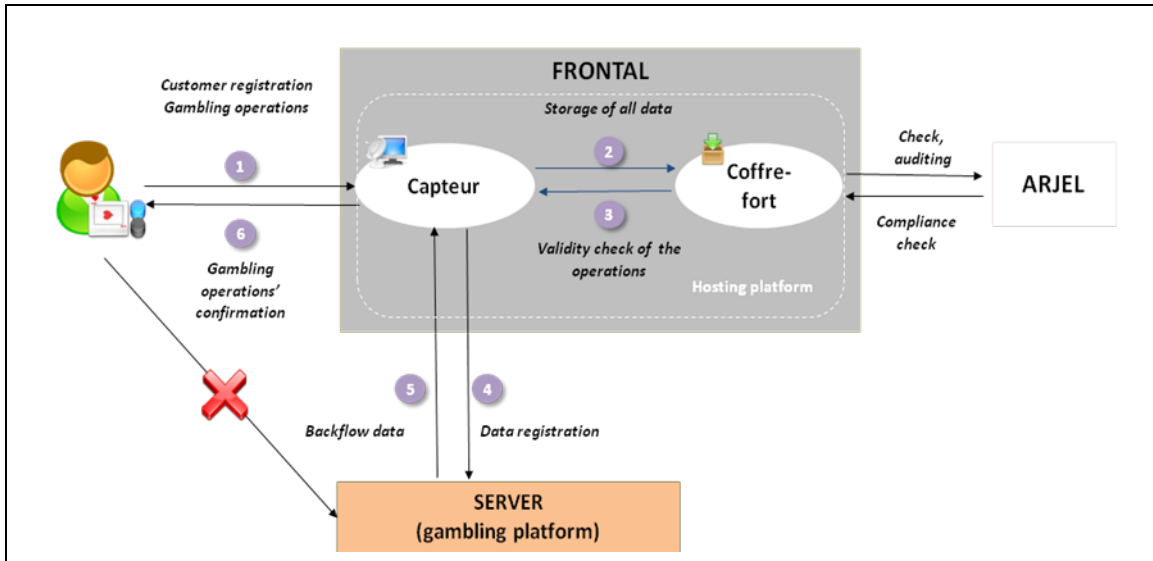 FRONTAL
Customer registration
Gambling operations
Storage of all data
1
2
Check,
auditing
Capteur
Coffre-
fort
ARJEL
3
6
Validity check of the
operations
Compliance
check
Gambling
operations’
confirmation
Hosting platform
5
4
Backflow data
Data registration
SERVER
(gambling platform)